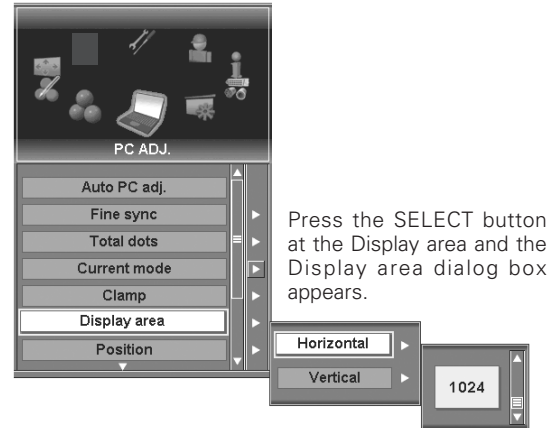 PC ADJ.
Auto PC adj.
Fine sync
Total dots
Current mode
Clamp
Display area
Position
Press the SELECT button
at the Display area and the
Display area dialog box
appears.
Horizontal
Vertical
1024